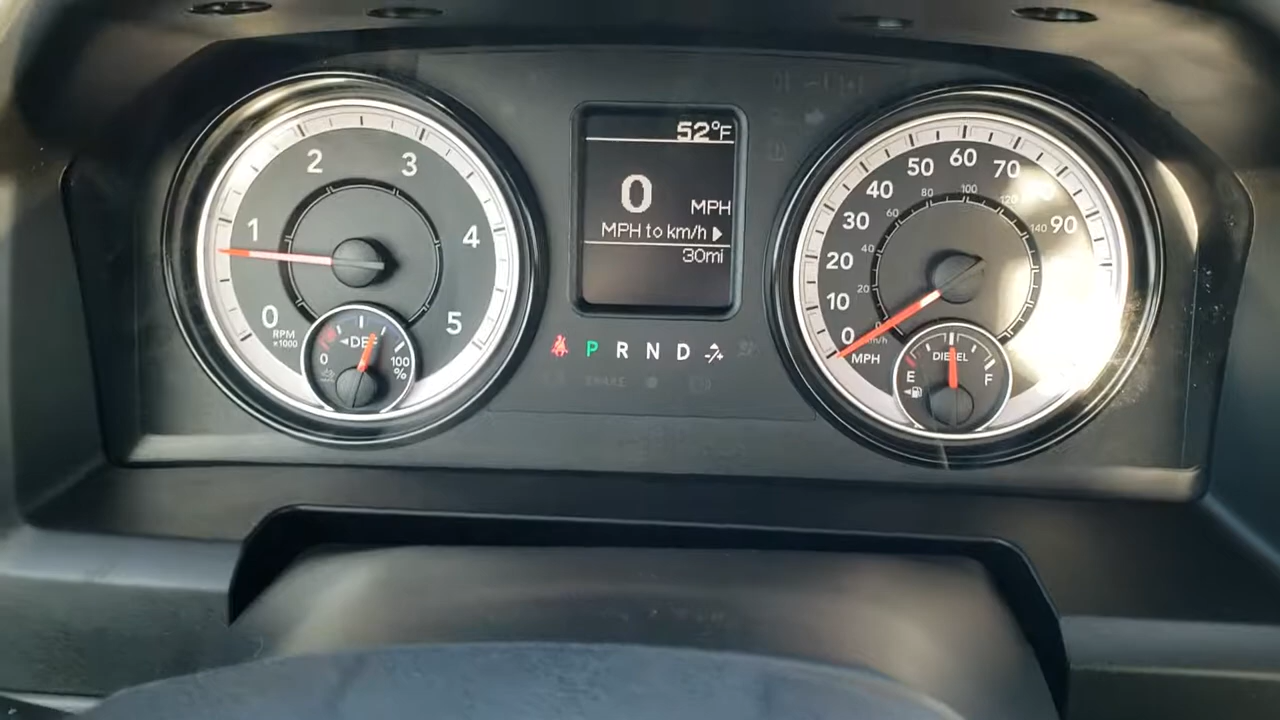 52°F
0 MPH
MPH to km/h
30mi
0 1 2 3 4 5
RPM
x1000
DEF
0
100
%
P R N D
0 10 20 30 40 50 60 70 90
20 40 60 80 100 120 140
MPH
DIESEL
E F